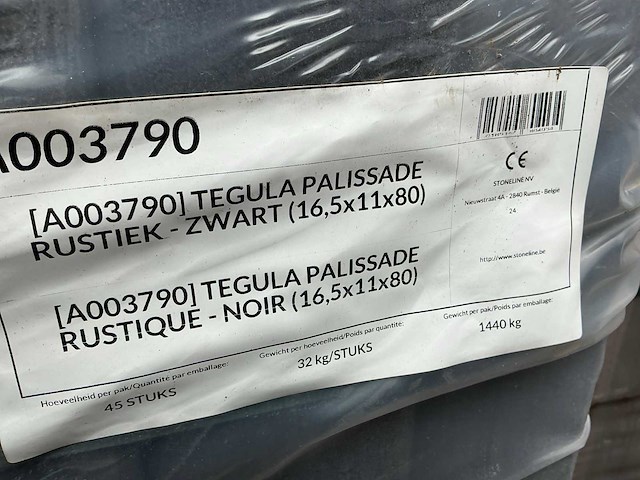 A003790
[A003790] TEGULA PALISSADE
RUSTIEK - ZWART (16,5x11x80)
[A003790] TEGULA PALISSADE
RUSTIQUE - NOIR (16,5x11x80)
CE
STONELINE NV
Nieuwstraat 4A - 2840 Rumst - België
24
http://www.stoneline.be
Hoeveelheid per pak/Quantité par emballage:
45 STUKS
Gewicht per hoeveelheid/Poids par quantite:
32 kg/STUKS
Gewicht per pak/Poids par emballage:
1440 kg